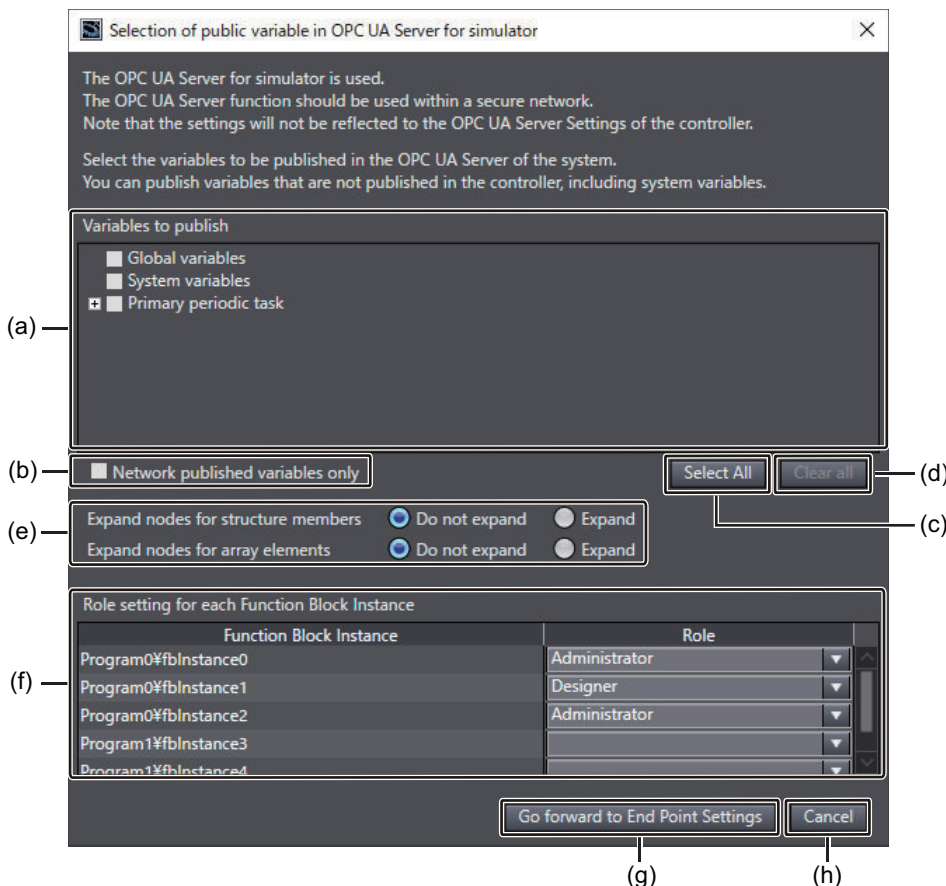 Selection of public variable in OPC UA Server for simulator
The OPC UA Server for simulator is used.
The OPC UA Server function should be used within a secure network.
Note that the settings will not be reflected to the OPC UA Server Settings of the controller.
Select the variables to be published in the OPC UA Server of the system.
You can publish variables that are not published in the controller, including system variables.
Variables to publish
Global variables
System variables
Primary periodic task
(a)
(b) Network published variables only Select All Clear all (d)
(c)
(e)
Expand nodes for structure members Do not expand Expand
Expand nodes for array elements Do not expand Expand
Role setting for each Function Block Instance
Function Block Instance Role
Program0¥fbInstance0 Administrator
(f)
Program0¥fbInstance1 Designer
Program0¥fbInstance2 Administrator
Program1¥fbInstance3
Program1¥fbInstance4
Go forward to End Point Settings Cancel
(g) (h)